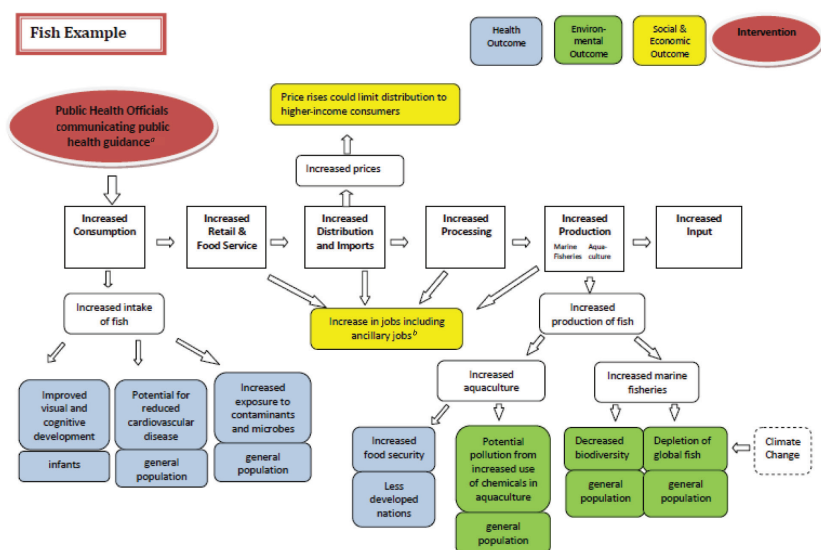 Fish Example
Health
Outcome
Environ-
mental
Outcome
Social &
Economic
Outcome
Intervention
Public Health Officials
communicating public
health guidance a
Price rises could limit distribution to
higher-income consumers
Increased prices
Increased
Consumption
Increased
Retail &
Food Service
Increased
Distribution
and Imports
Increased
Processing
Increased
Production
Marine Aqua-
Fisheries culture
Increased
Input
Increased intake
of fish
Increase in jobs including
ancillary jobs b
Increased
production of fish
Improved
visual and
cognitive
development
infants
Potential for
reduced
cardiovascular
disease
general
population
Increased
exposure to
contaminants
and microbes
general
population
Increased
aquaculture
Increased marine
fisheries
Increased
food security
Less
developed
nations
Potential
pollution from
increased use
of chemicals in
aquaculture
general
population
Decreased
biodiversity
general
population
Depletion of
global fish
general
population
Climate
Change